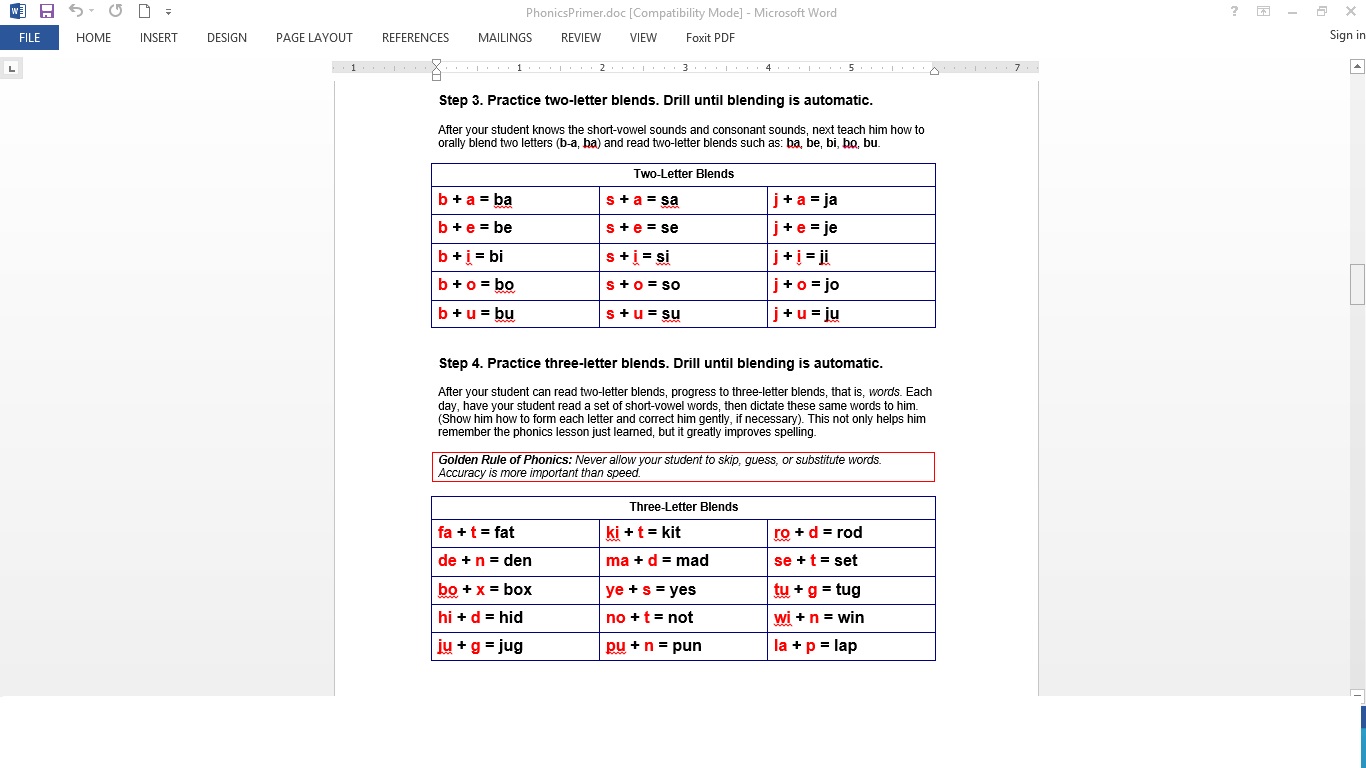 PhonicsPrimer.doc [Compatibility Mode] - Microsoft Word
FILE HOME INSERT DESIGN PAGE LAYOUT REFERENCES MAILINGS REVIEW VIEW Foxit PDF Sign in
1 1 2 3 4 5 7
Step 3. Practice two-letter blends. Drill until blending is automatic.
After your student knows the short-vowel sounds and consonant sounds, next teach him how to
orally blend two letters (b-a, ba) and read two-letter blends such as: ba, be, bi, bo, bu.
Two-Letter Blends
b + a = ba s + a = sa j + a = ja
b + e = be s + e = se j + e = je
b + i = bi s + i = si j + i = ji
b + o = bo s + o = so j + o = jo
b + u = bu s + u = su j + u = ju
Step 4. Practice three-letter blends. Drill until blending is automatic.
After your student can read two-letter blends, progress to three-letter blends, that is, words. Each
day, have your student read a set of short-vowel words, then dictate these same words to him.
(Show him how to form each letter and correct him gently, if necessary). This not only helps him
remember the phonics lesson just learned, but it greatly improves spelling.
Golden Rule of Phonics: Never allow your student to skip, guess, or substitute words.
Accuracy is more important than speed.
Three-Letter Blends
fa + t = fat ki + t = kit ro + d = rod
de + n = den ma + d = mad se + t = set
bo + x = box ye + s = yes tu + g = tug
hi + d = hid no + t = not wi + n = win
ju + g = jug pu + n = pun la + p = lap